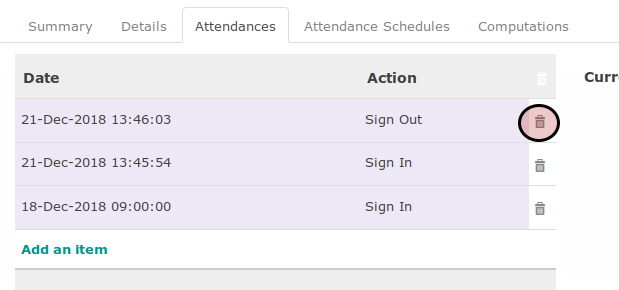 Summary Details Attendances Attendance Schedules Computations
Date Action
21-Dec-2018 13:46:03 Sign Out
21-Dec-2018 13:45:54 Sign In
18-Dec-2018 09:00:00 Sign In
Add an item